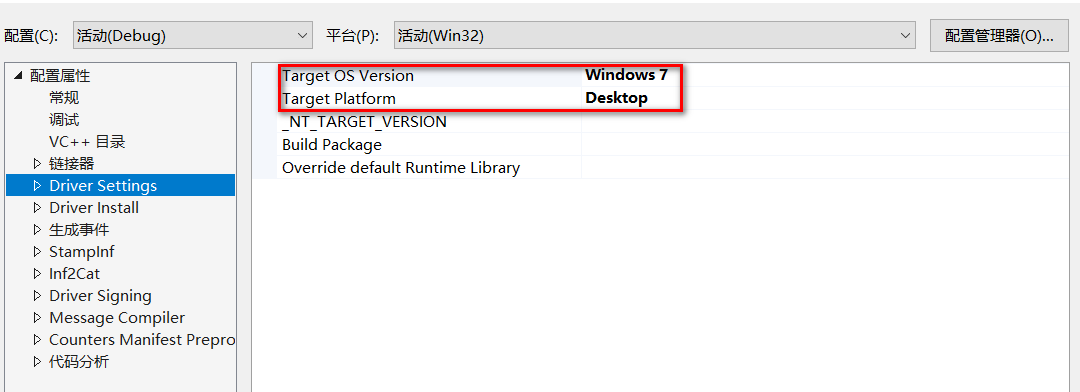 配置(C): 活动(Debug) 平台(P): 活动(Win32) 配置管理器(O)...
配置属性
常规
调试
VC++ 目录
链接器
Driver Settings
Driver Install
生成事件
StampInf
Inf2Cat
Driver Signing
Message Compiler
Counters Manifest Prepro
代码分析
Target OS Version Windows 7
Target Platform Desktop
_NT_TARGET_VERSION
Build Package
Override default Runtime Library